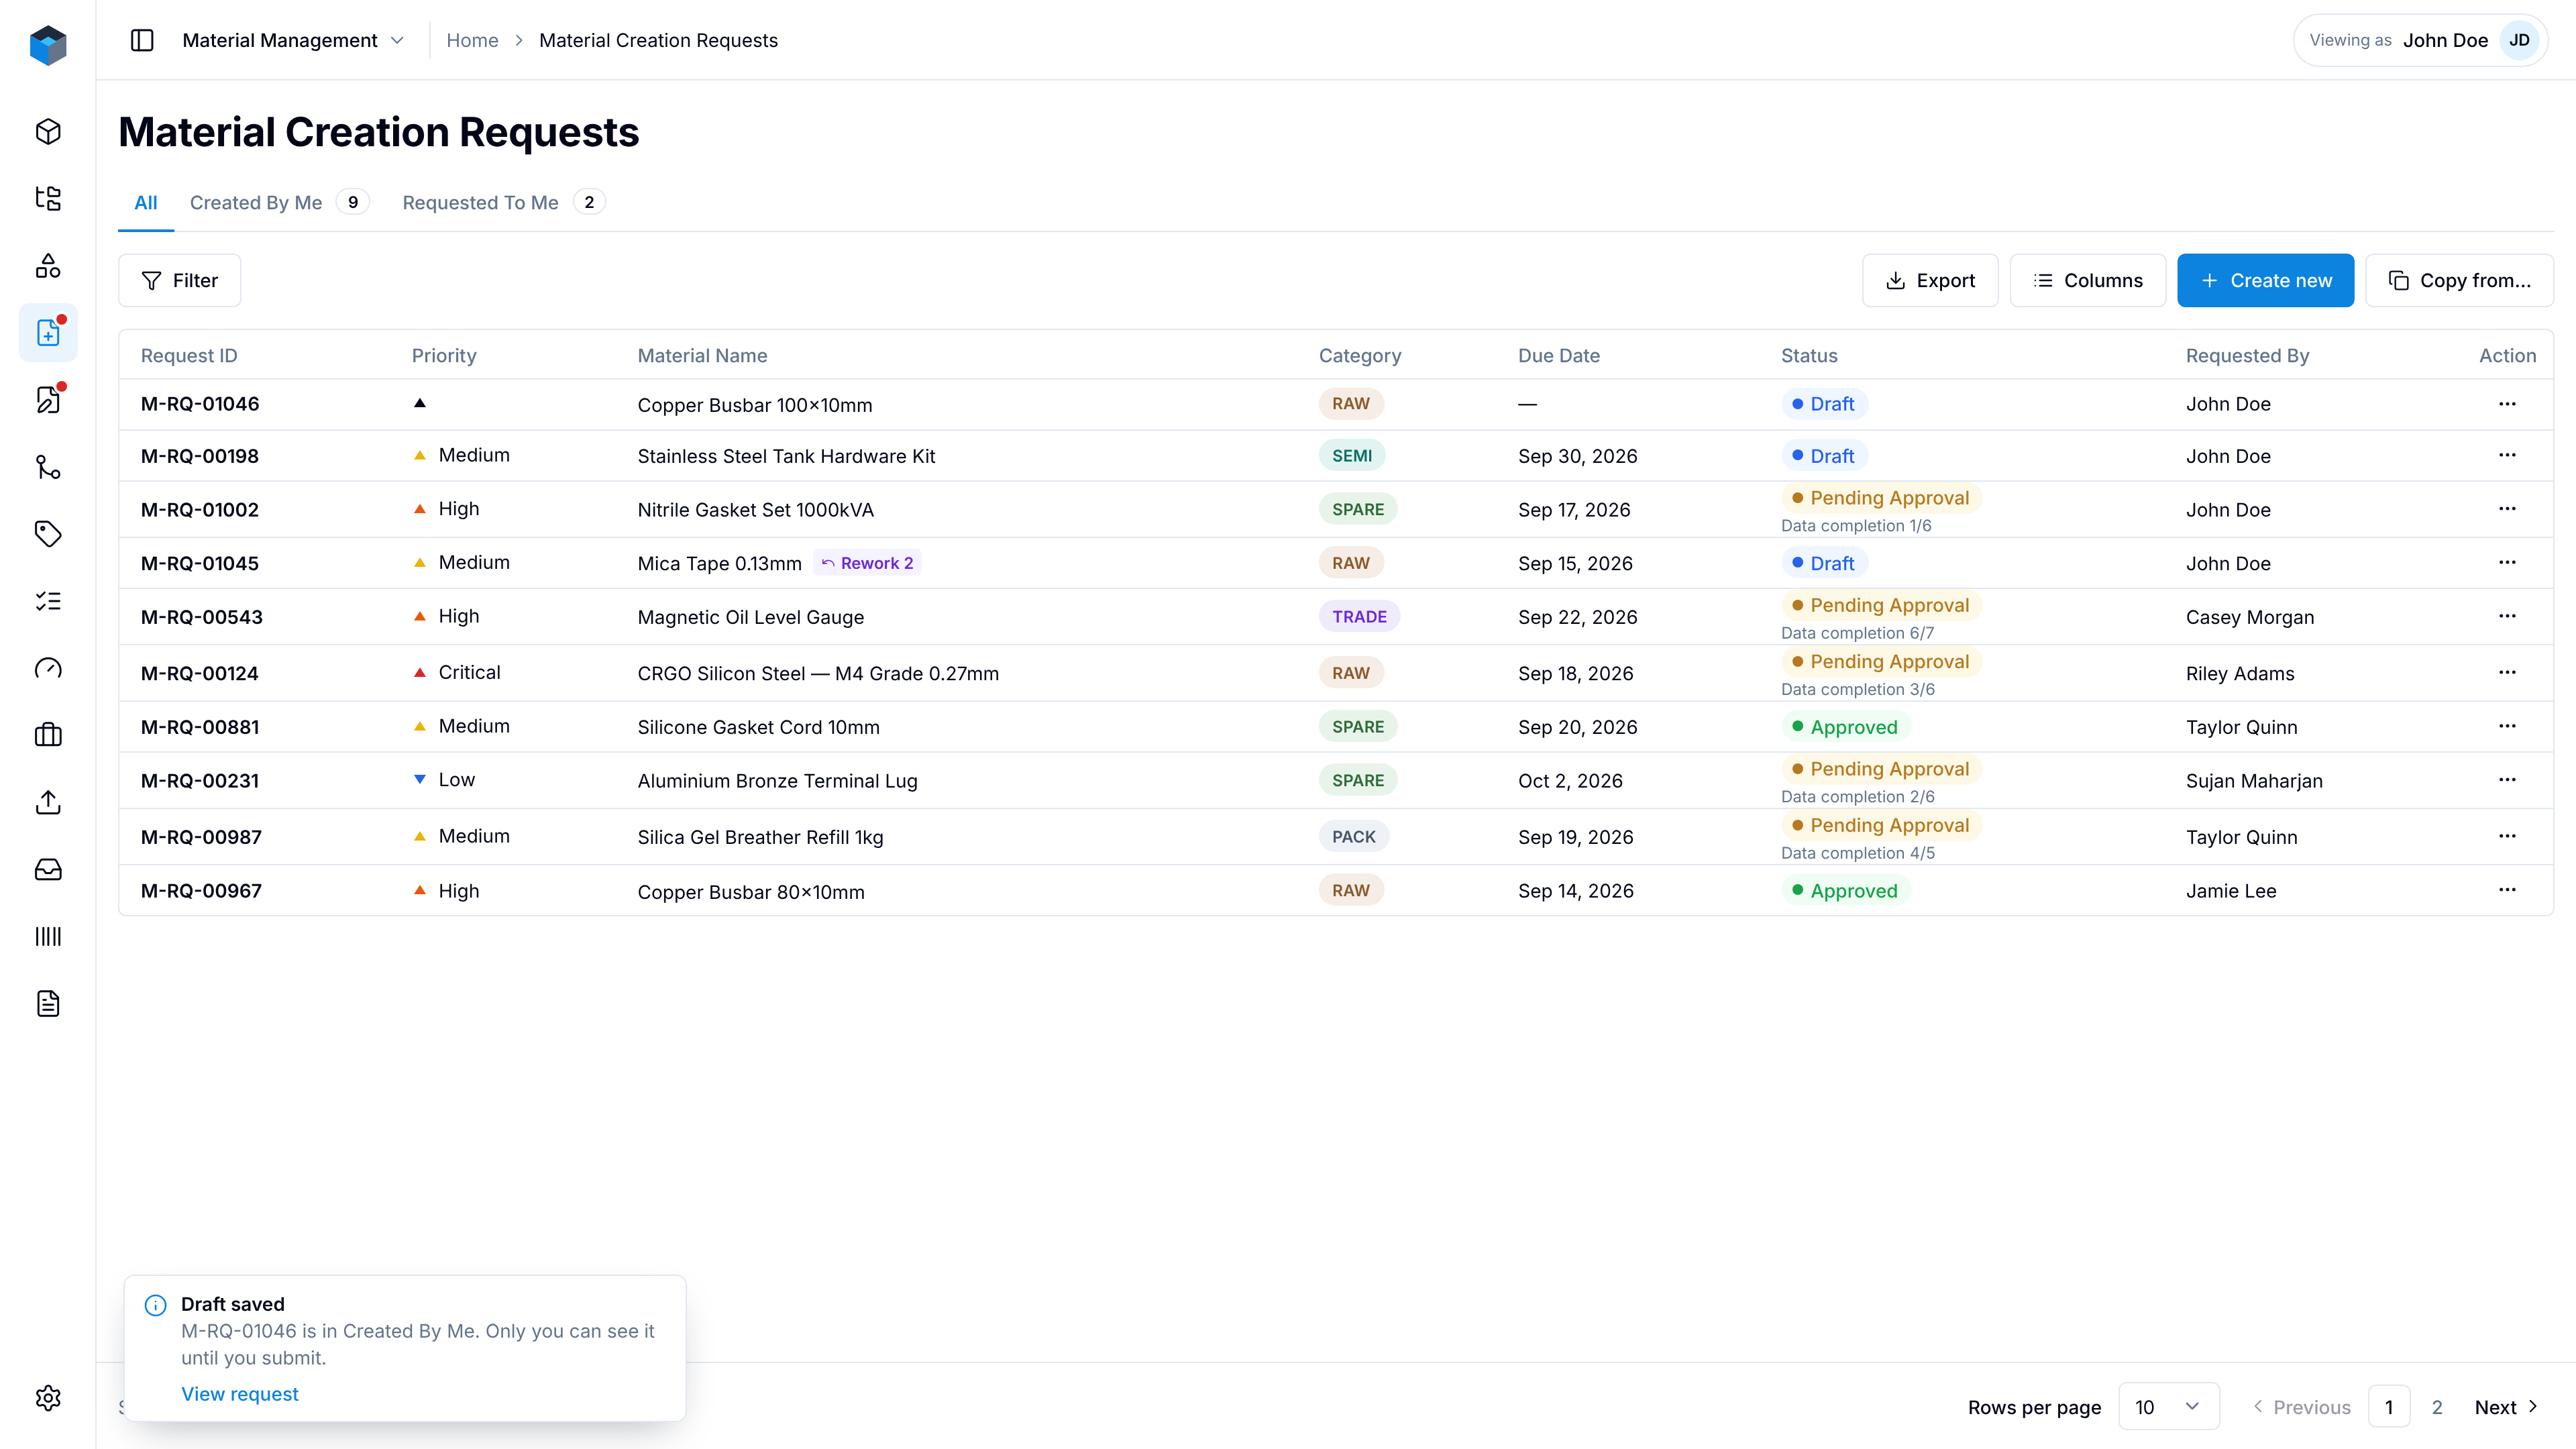 Material Management
Home > Material Creation Requests
Viewing as John Doe JD
Material Creation Requests
All Created By Me 9 Requested To Me 2
Filter Export Columns + Create new Copy from...
Request ID Priority Material Name Category Due Date Status Requested By Action
M-RQ-01046 Copper Busbar 100×10mm RAW — Draft John Doe ...
M-RQ-00198 Medium Stainless Steel Tank Hardware Kit SEMI Sep 30, 2026 Draft John Doe ...
M-RQ-01002 High Nitrile Gasket Set 1000kVA SPARE Sep 17, 2026 Pending Approval John Doe ...
Data completion 1/6
M-RQ-01045 Medium Mica Tape 0.13mm Rework 2 RAW Sep 15, 2026 Draft John Doe ...
M-RQ-00543 High Magnetic Oil Level Gauge TRADE Sep 22, 2026 Pending Approval Casey Morgan ...
Data completion 6/7
M-RQ-00124 Critical CRGO Silicon Steel — M4 Grade 0.27mm RAW Sep 18, 2026 Pending Approval Riley Adams ...
Data completion 3/6
M-RQ-00881 Medium Silicone Gasket Cord 10mm SPARE Sep 20, 2026 Approved Taylor Quinn ...
M-RQ-00231 Low Aluminium Bronze Terminal Lug SPARE Oct 2, 2026 Pending Approval Sujan Maharjan ...
Data completion 2/6
M-RQ-00987 Medium Silica Gel Breather Refill 1kg PACK Sep 19, 2026 Pending Approval Taylor Quinn ...
Data completion 4/5
M-RQ-00967 High Copper Busbar 80×10mm RAW Sep 14, 2026 Approved Jamie Lee ...
Draft saved
M-RQ-01046 is in Created By Me. Only you can see it
until you submit.
View request
Rows per page 10 < Previous 1 2 Next >